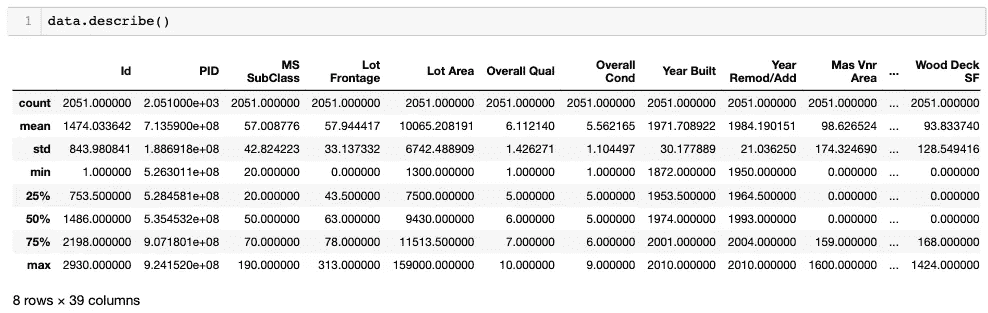 1 data.describe()
Id PID MS SubClass Lot Frontage Lot Area Overall Qual Overall Cond Year Built Year Remod/Add Mas Vnr Area ... Wood Deck SF
count 2051.000000 2.051000e+03 2051.000000 2051.000000 2051.000000 2051.000000 2051.000000 2051.000000 2051.000000 2051.000000 ... 2051.000000
mean 1474.033642 7.135900e+08 57.008776 57.944417 10065.208191 6.112140 5.562165 1971.708922 1984.190151 98.626524 ... 93.833740
std 843.980841 1.886918e+08 42.824223 33.137332 6742.488909 1.426271 1.104497 30.177889 21.036250 174.324690 ... 128.549416
min 1.000000 5.263011e+08 20.000000 0.000000 1300.000000 1.000000 1.000000 1872.000000 1950.000000 0.000000 ... 0.000000
25% 753.500000 5.284581e+08 20.000000 43.500000 7500.000000 5.000000 5.000000 1953.500000 1964.500000 0.000000 ... 0.000000
50% 1486.000000 5.354532e+08 50.000000 63.000000 9430.000000 6.000000 5.000000 1974.000000 1993.000000 0.000000 ... 0.000000
75% 2198.000000 9.071801e+08 70.000000 78.000000 11513.500000 7.000000 6.000000 2001.000000 2004.000000 159.000000 ... 168.000000
max 2930.000000 9.241520e+08 190.000000 313.000000 159000.000000 10.000000 9.000000 2010.000000 2010.000000 1600.000000 ... 1424.000000
8 rows × 39 columns